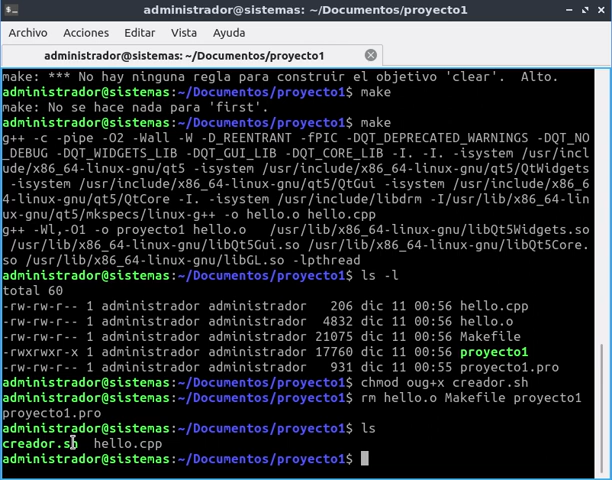 administrador@sistemas: ~/Documentos/proyecto1
Archivo Acciones Editar Vista Ayuda
administrador@sistemas: ~/Documentos/proyecto1
make: *** No hay ninguna regla para construir el objetivo 'clear'.  Alto.
administrador@sistemas:~/Documentos/proyecto1$ make
make: No se hace nada para 'first'.
administrador@sistemas:~/Documentos/proyecto1$ make
g++ -c -pipe -O2 -Wall -W -D_REENTRANT -fPIC -DQT_DEPRECATED_WARNINGS -DQT_NO
_DEBUG -DQT_WIDGETS_LIB -DQT_GUI_LIB -DQT_CORE_LIB -I. -I. -isystem /usr/incl
ude/x86_64-linux-gnu/qt5 -isystem /usr/include/x86_64-linux-gnu/qt5/QtWidgets
 -isystem /usr/include/x86_64-linux-gnu/qt5/QtGui -isystem /usr/include/x86_6
4-linux-gnu/qt5/QtCore -I. -isystem /usr/include/libdrm -I/usr/lib/x86_64-lin
ux-gnu/qt5/mkspecs/linux-g++ -o hello.o hello.cpp
g++ -Wl,-O1 -o proyecto1 hello.o   /usr/lib/x86_64-linux-gnu/libQt5Widgets.so
 /usr/lib/x86_64-linux-gnu/libQt5Gui.so /usr/lib/x86_64-linux-gnu/libQt5Core.
so /usr/lib/x86_64-linux-gnu/libGL.so -lpthread
administrador@sistemas:~/Documentos/proyecto1$ ls -l
total 60
-rw-rw-r-- 1 administrador administrador   206 dic 11 00:56 hello.cpp
-rw-rw-r-- 1 administrador administrador  4832 dic 11 00:56 hello.o
-rw-rw-r-- 1 administrador administrador 21075 dic 11 00:56 Makefile
-rwxrwxr-x 1 administrador administrador 17760 dic 11 00:56 proyecto1
-rw-rw-r-- 1 administrador administrador   931 dic 11 00:55 proyecto1.pro
administrador@sistemas:~/Documentos/proyecto1$ chmod oug+x creador.sh
administrador@sistemas:~/Documentos/proyecto1$ rm hello.o Makefile proyecto1
proyecto1.pro
administrador@sistemas:~/Documentos/proyecto1$ ls
creador.sh  hello.cpp
administrador@sistemas:~/Documentos/proyecto1$